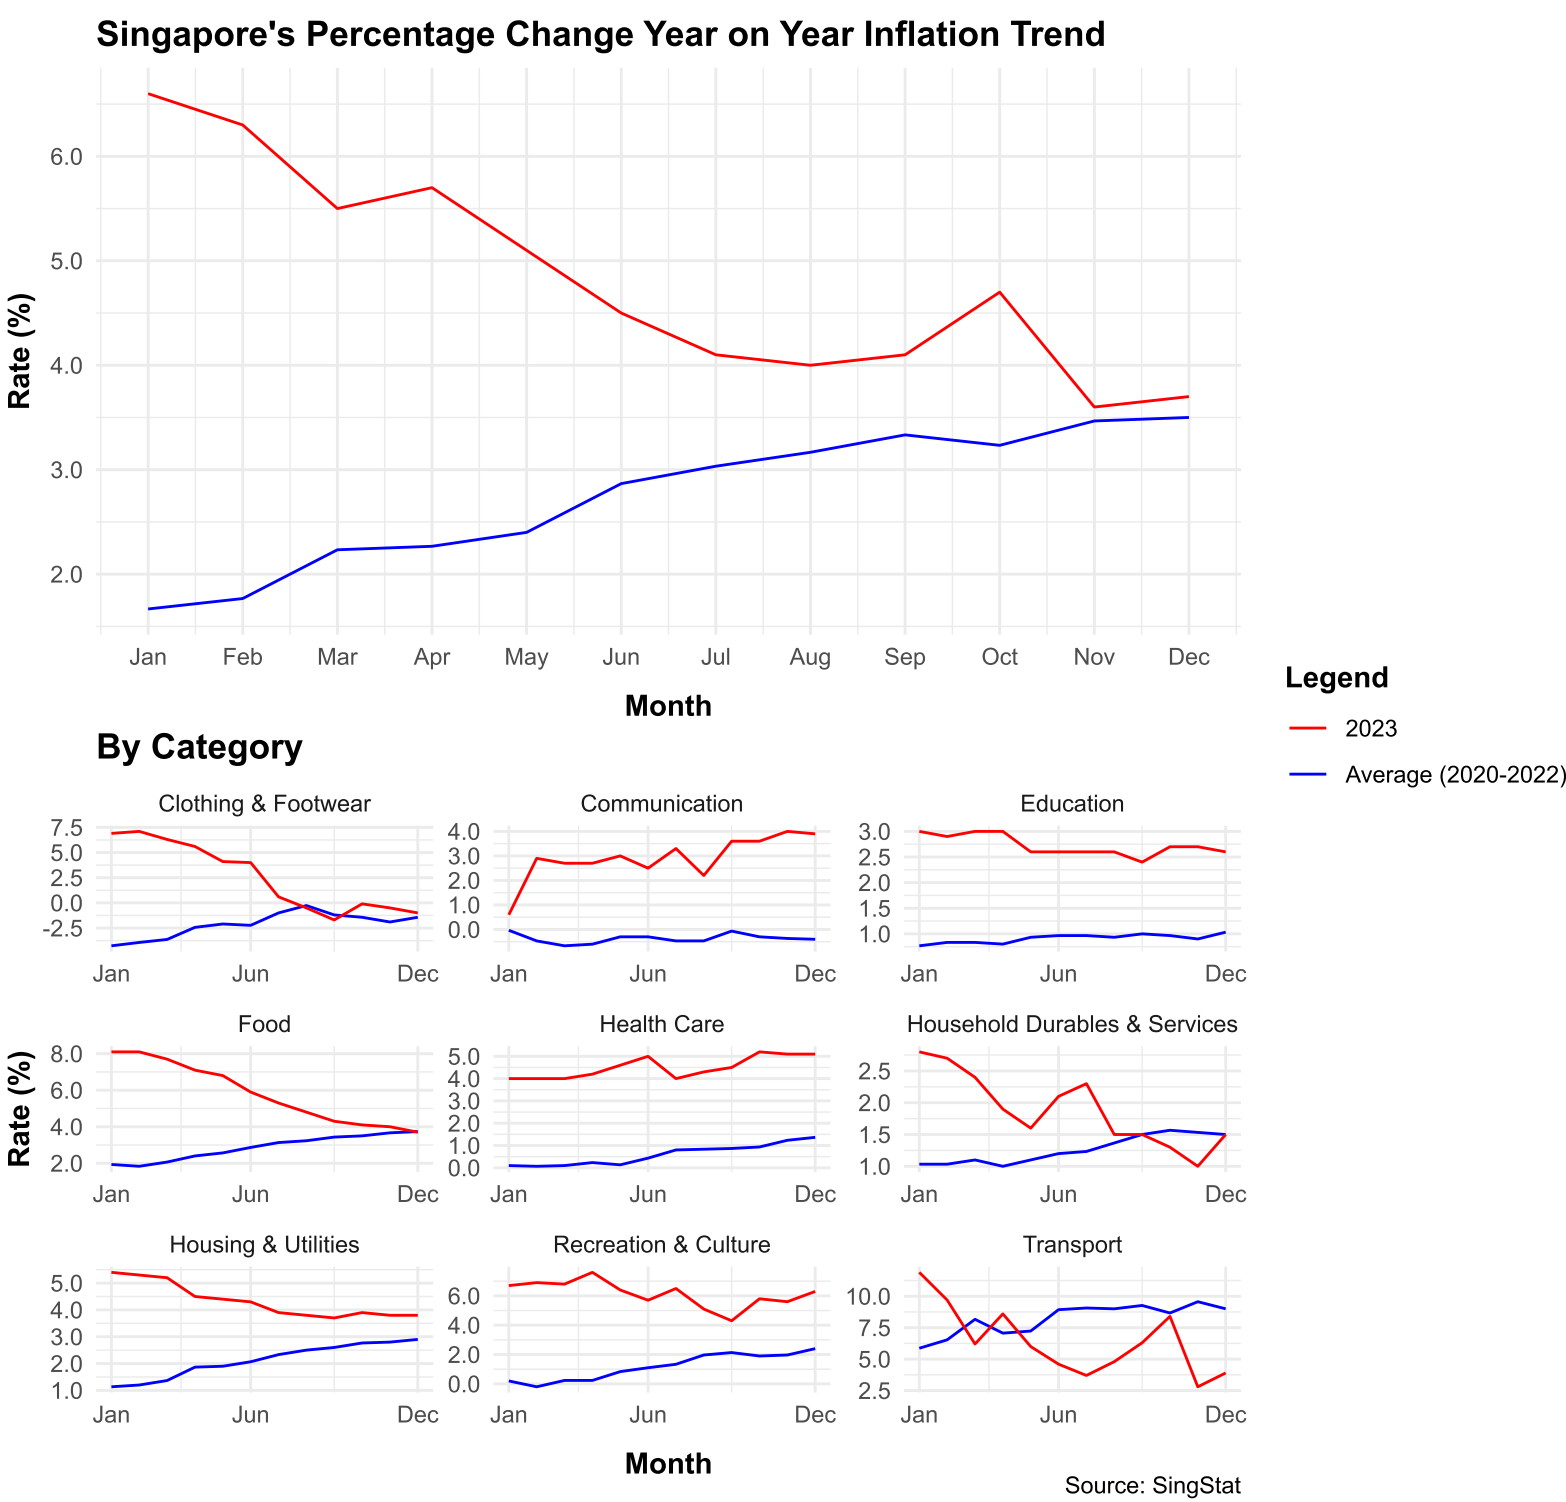 Singapore's Percentage Change Year on Year Inflation Trend
Rate (%)
6.0
5.0
4.0
3.0
2.0
Jan Feb Mar Apr May Jun Jul Aug Sep Oct Nov Dec
Month
Legend
2023
Average (2020-2022)
By Category
Rate (%)
Clothing & Footwear
7.5
5.0
2.5
0.0
-2.5
Jan Jun Dec
Communication
4.0
3.0
2.0
1.0
0.0
Jan Jun Dec
Education
3.0
2.5
2.0
1.5
1.0
Jan Jun Dec
Food
8.0
6.0
4.0
2.0
Jan Jun Dec
Health Care
5.0
4.0
3.0
2.0
1.0
0.0
Jan Jun Dec
Household Durables & Services
2.5
2.0
1.5
1.0
Jan Jun Dec
Housing & Utilities
5.0
4.0
3.0
2.0
1.0
Jan Jun Dec
Recreation & Culture
6.0
4.0
2.0
0.0
Jan Jun Dec
Transport
10.0
7.5
5.0
2.5
Jan Jun Dec
Month
Source: SingStat